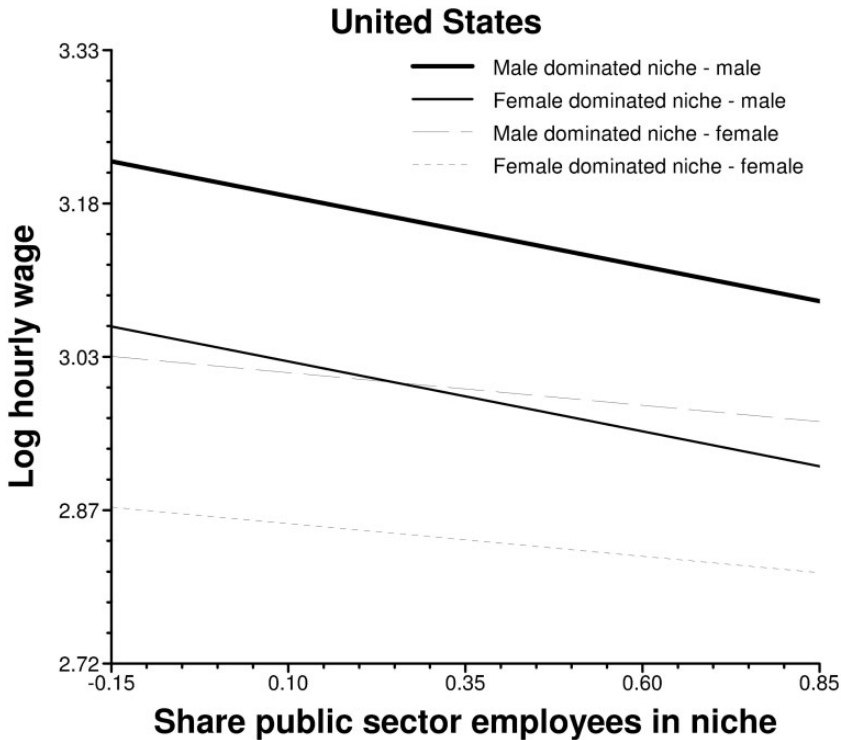 United States
Male dominated niche - male
Female dominated niche - male
Male dominated niche - female
Female dominated niche - female
Log hourly wage
3.33
3.18
3.03
2.87
2.72
-0.15 0.10 0.35 0.60 0.85
Share public sector employees in niche